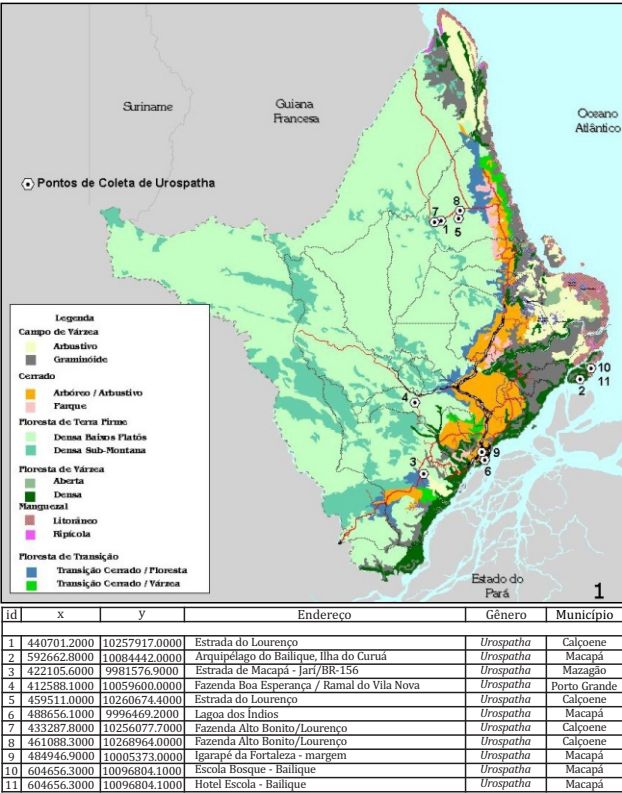 Suriname
Guiana
Francesa
Oceano
Atlântico
Pontos de Coleta de Urospatha
7
1
8
5
10
11
2
4
9
6
3
Legenda
Campo de Várzea
Arbustivo
Graminóide
Cerrado
Arbóreo / Arbustivo
Parque
Floresta de Terra Firme
Densa Baixos Platôs
Densa Sub-Montana
Floresta de Várzea
Aberta
Densa
Manguezal
Litorâneo
Ripícola
Floresta de Transição
Transição Cerrado / Floresta
Transição Cerrado / Várzea
Estado do
Pará
1
id x y Endereço Gênero Município
1 440701.2000 10257917.0000 Estrada do Lourenço Urospatha Calçoene
2 592662.8000 10084442.0000 Arquipélago do Bailique, Ilha do Curuá Urospatha Macapá
3 422105.6000 9981576.9000 Estrada de Macapá - Jarí/BR-156 Urospatha Mazagão
4 412588.1000 10059600.0000 Fazenda Boa Esperança / Ramal do Vila Nova Urospatha Porto Grande
5 459511.0000 10260674.4000 Estrada do Lourenço Urospatha Calçoene
6 488656.1000 9996469.2000 Lagoa dos Índios Urospatha Macapá
7 433287.8000 10256077.7000 Fazenda Alto Bonito/Lourenço Urospatha Calçoene
8 461088.3000 10268964.0000 Fazenda Alto Bonito/Lourenço Urospatha Calçoene
9 484946.9000 10005373.0000 Igarapé da Fortaleza - margem Urospatha Macapá
10 604656.3000 10096804.1000 Escola Bosque - Bailique Urospatha Macapá
11 604656.3000 10096804.1000 Hotel Escola - Bailique Urospatha Macapá